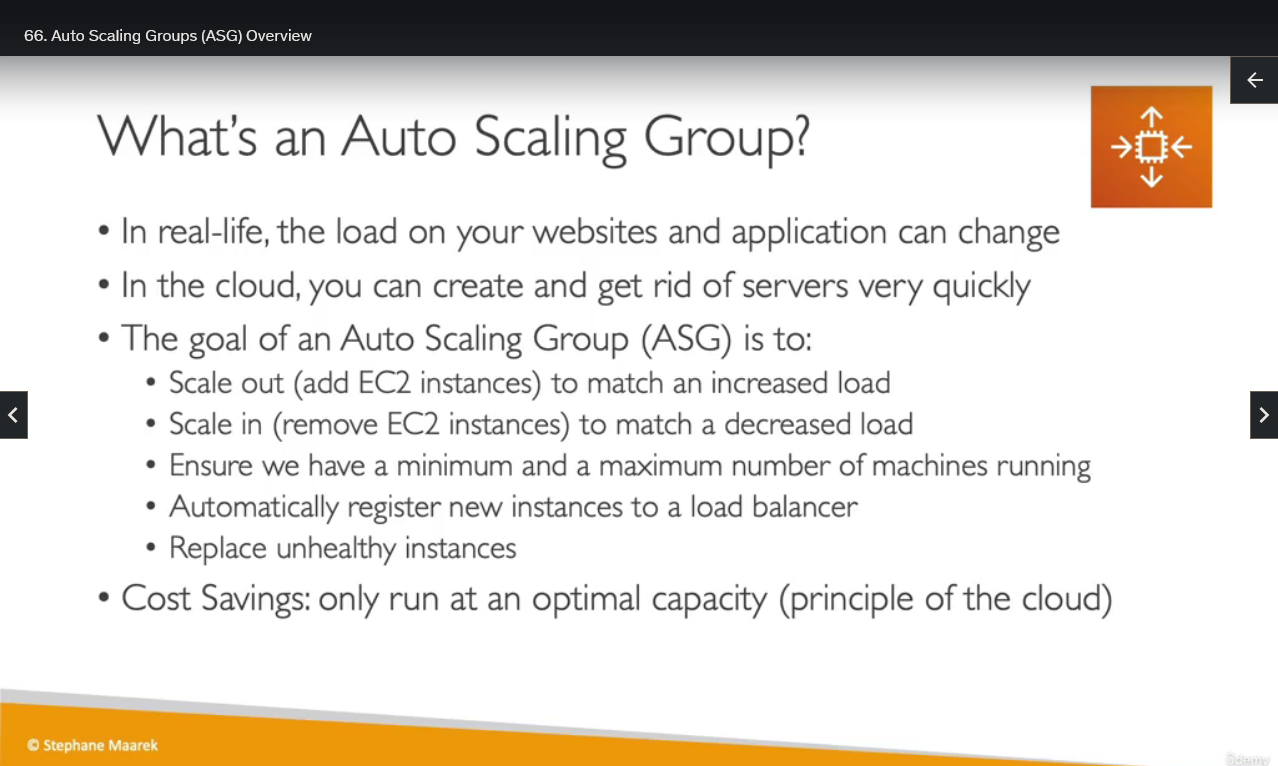 66. Auto Scaling Groups (ASG) Overview
What's an Auto Scaling Group?
• In real-life, the load on your websites and application can change
• In the cloud, you can create and get rid of servers very quickly
• The goal of an Auto Scaling Group (ASG) is to:
• Scale out (add EC2 instances) to match an increased load
• Scale in (remove EC2 instances) to match a decreased load
• Ensure we have a minimum and a maximum number of machines running
• Automatically register new instances to a load balancer
• Replace unhealthy instances
• Cost Savings: only run at an optimal capacity (principle of the cloud)
© Stephane Maarek
ûdemy